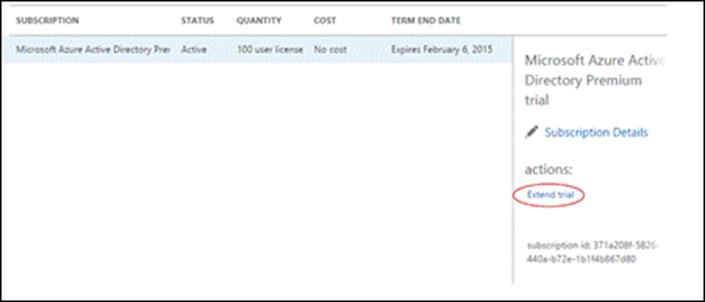 SUBSCRIPTION STATUS QUANTITY COST TERM END DATE
Microsoft Azure Active Directory Prei Active 100 user license No cost Expires February 6, 2015
Microsoft Azure Active
Directory Premium
trial
Subscription Details
actions:
Extend trial
subscription id: 371a208f-5826-
440a-b72e-1b1f4b867d80